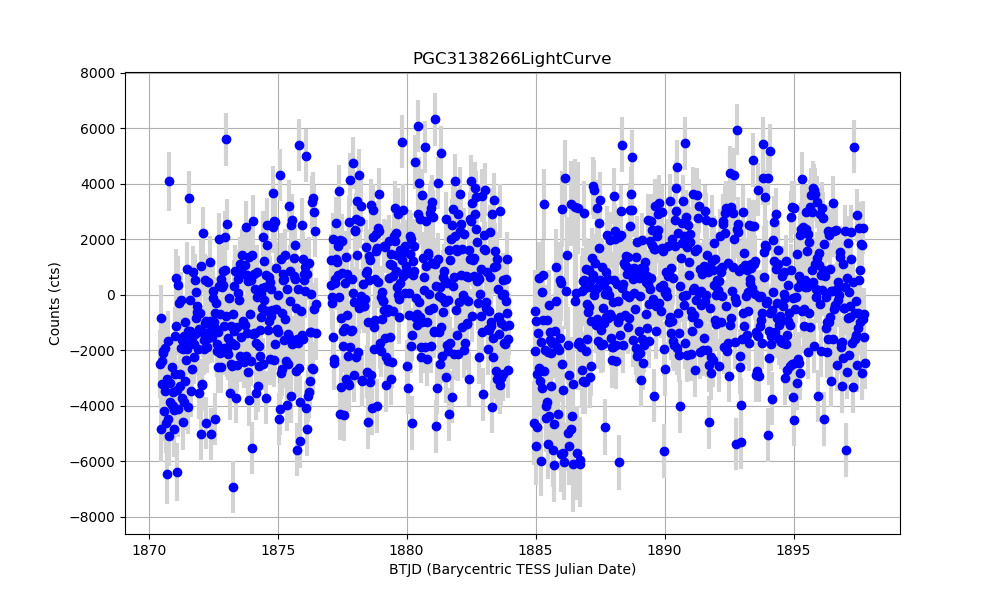 PGC3138266LightCurve
8000
6000
4000
2000
0
−2000
−4000
−6000
−8000
Counts (cts)
1870 1875 1880 1885 1890 1895
BTJD (Barycentric TESS Julian Date)